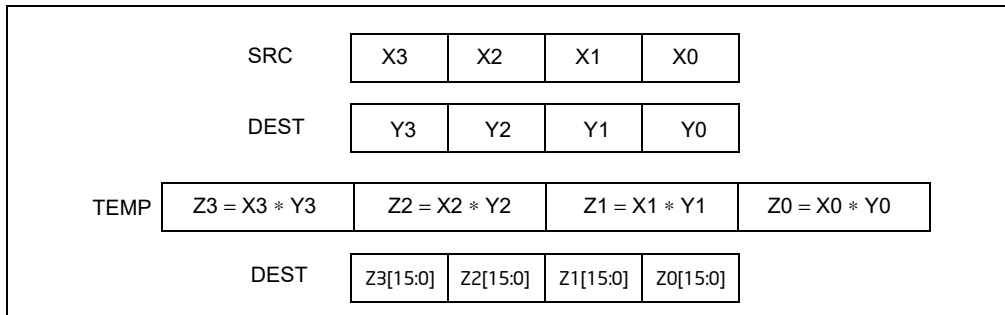 SRC X3 X2 X1 X0
DEST Y3 Y2 Y1 Y0
TEMP Z3 = X3 ∗ Y3 Z2 = X2 ∗ Y2 Z1 = X1 ∗ Y1 Z0 = X0 ∗ Y0
DEST Z3[15:0] Z2[15:0] Z1[15:0] Z0[15:0]